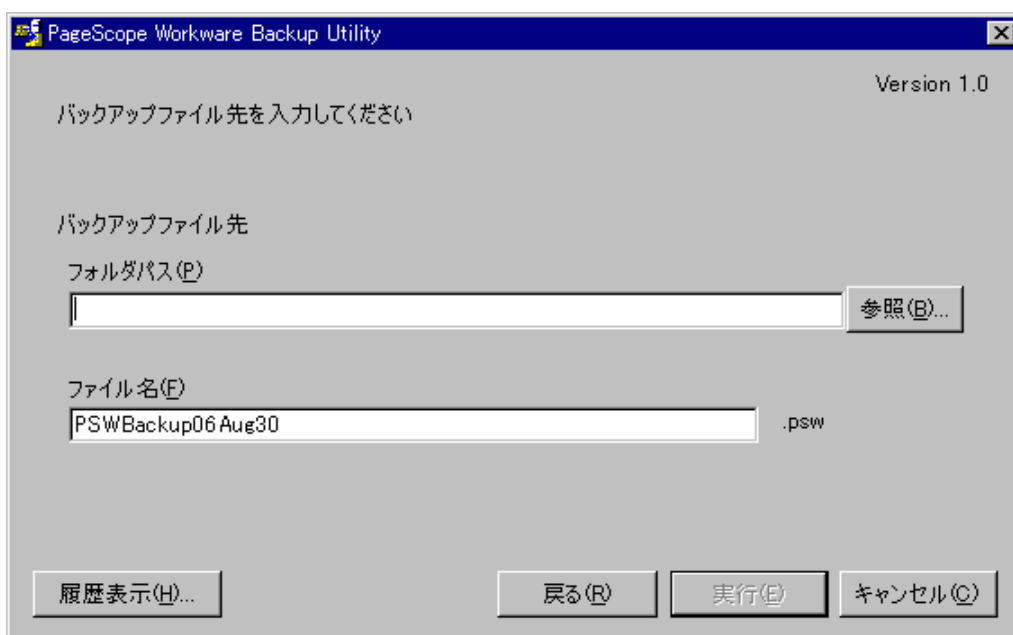 PageScope Workware Backup Utility
Version 1.0
バックアップファイル先を入力してください
バックアップファイル先
フォルダパス(P)
参照(B)...
ファイル名(F)
PSWBackup06Aug30 .psw
履歴表示(H)... 戻る(R) 実行(E) キャンセル(C)